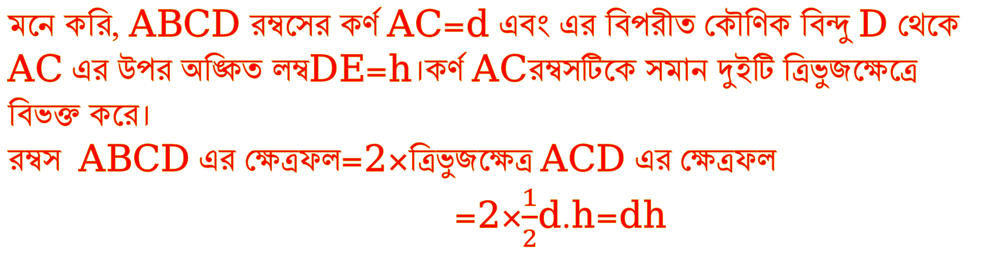 মনে করি, ABCD রম্বসের কর্ণ AC=d এবং এর বিপরীত কৌণিক বিন্দু D থেকে
AC এর উপর অঙ্কিত লম্বDE=h।কর্ণ ACরম্বসটিকে সমান দুইটি ত্রিভুজক্ষেত্রে
বিভক্ত করে।
রম্বস ABCD এর ক্ষেত্রফল=2×ত্রিভুজক্ষেত্র ACD এর ক্ষেত্রফল
=2×1/2d.h=dh